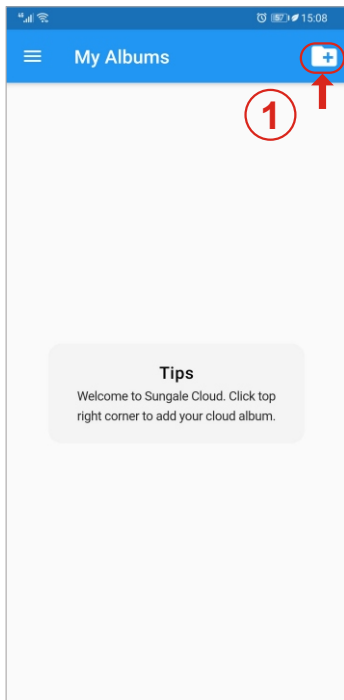 15:08
My Albums
1
Tips
Welcome to Sungale Cloud. Click top
right corner to add your cloud album.